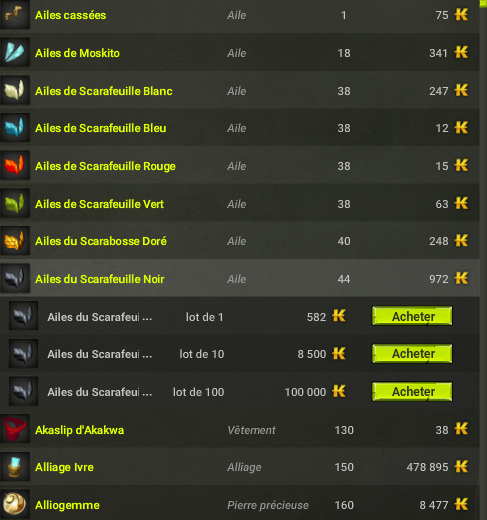 Ailes cassées Aile 1 75
Ailes de Moskito Aile 18 341
Ailes de Scarafeuille Blanc Aile 38 247
Ailes de Scarafeuille Bleu Aile 38 12
Ailes de Scarafeuille Rouge Aile 38 15
Ailes de Scarafeuille Vert Aile 38 63
Ailes du Scarabosse Doré Aile 40 248
Ailes du Scarafeuille Noir Aile 44 972
Ailes du Scarafeui ... lot de 1 582 Acheter
Ailes du Scarafeui ... lot de 10 8 500 Acheter
Ailes du Scarafeui ... lot de 100 100 000 Acheter
Akaslip d'Akakwa Vêtement 130 38
Alliage Ivre Alliage 150 478 895
Alliogemme Pierre précieuse 160 8 477